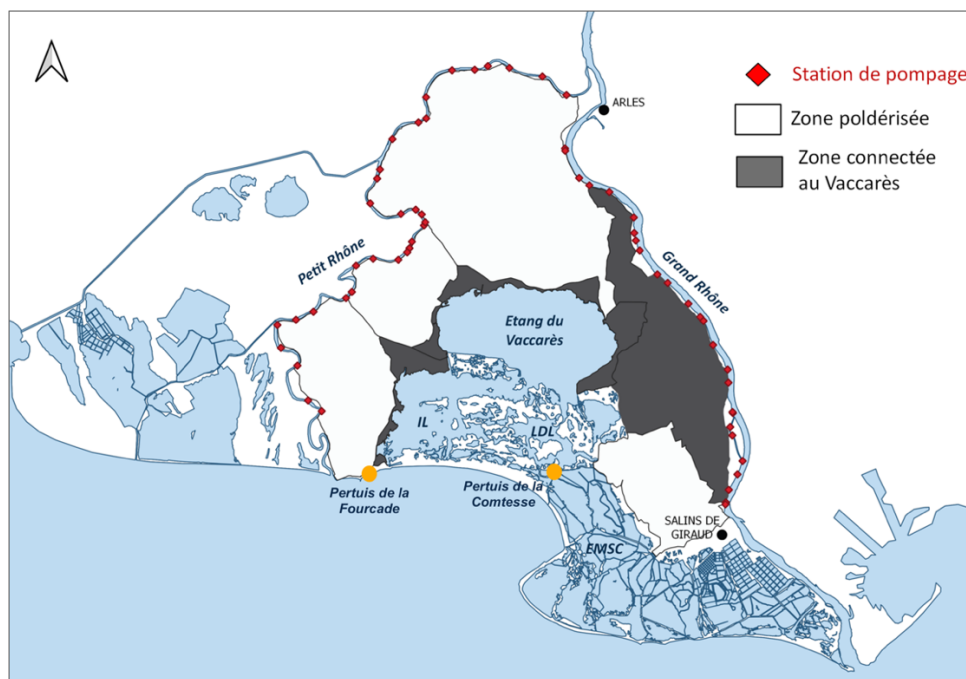 Station de pompage
ARLES
Zone poldérisée
Zone connectée
au Vaccarès
Petit Rhône
Grand Rhône
Etang du
Vaccarès
IL
LDL
Pertuis de la
Fourcade
Pertuis de la
Comtesse
SALINS DE
GIRAUD
EMSC